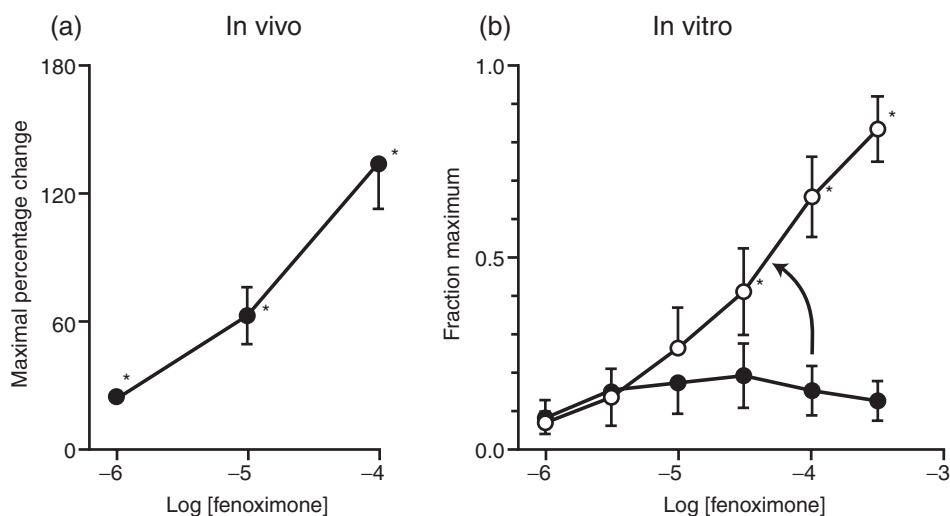 (a) In vivo
180
120
60
0
Maximal percentage change
*
*
*
–6 –5 –4
Log [fenoximone]
(b) In vitro
1.0
0.5
0.0
Fraction maximum
*
*
*
–6 –5 –4 –3
Log [fenoximone]